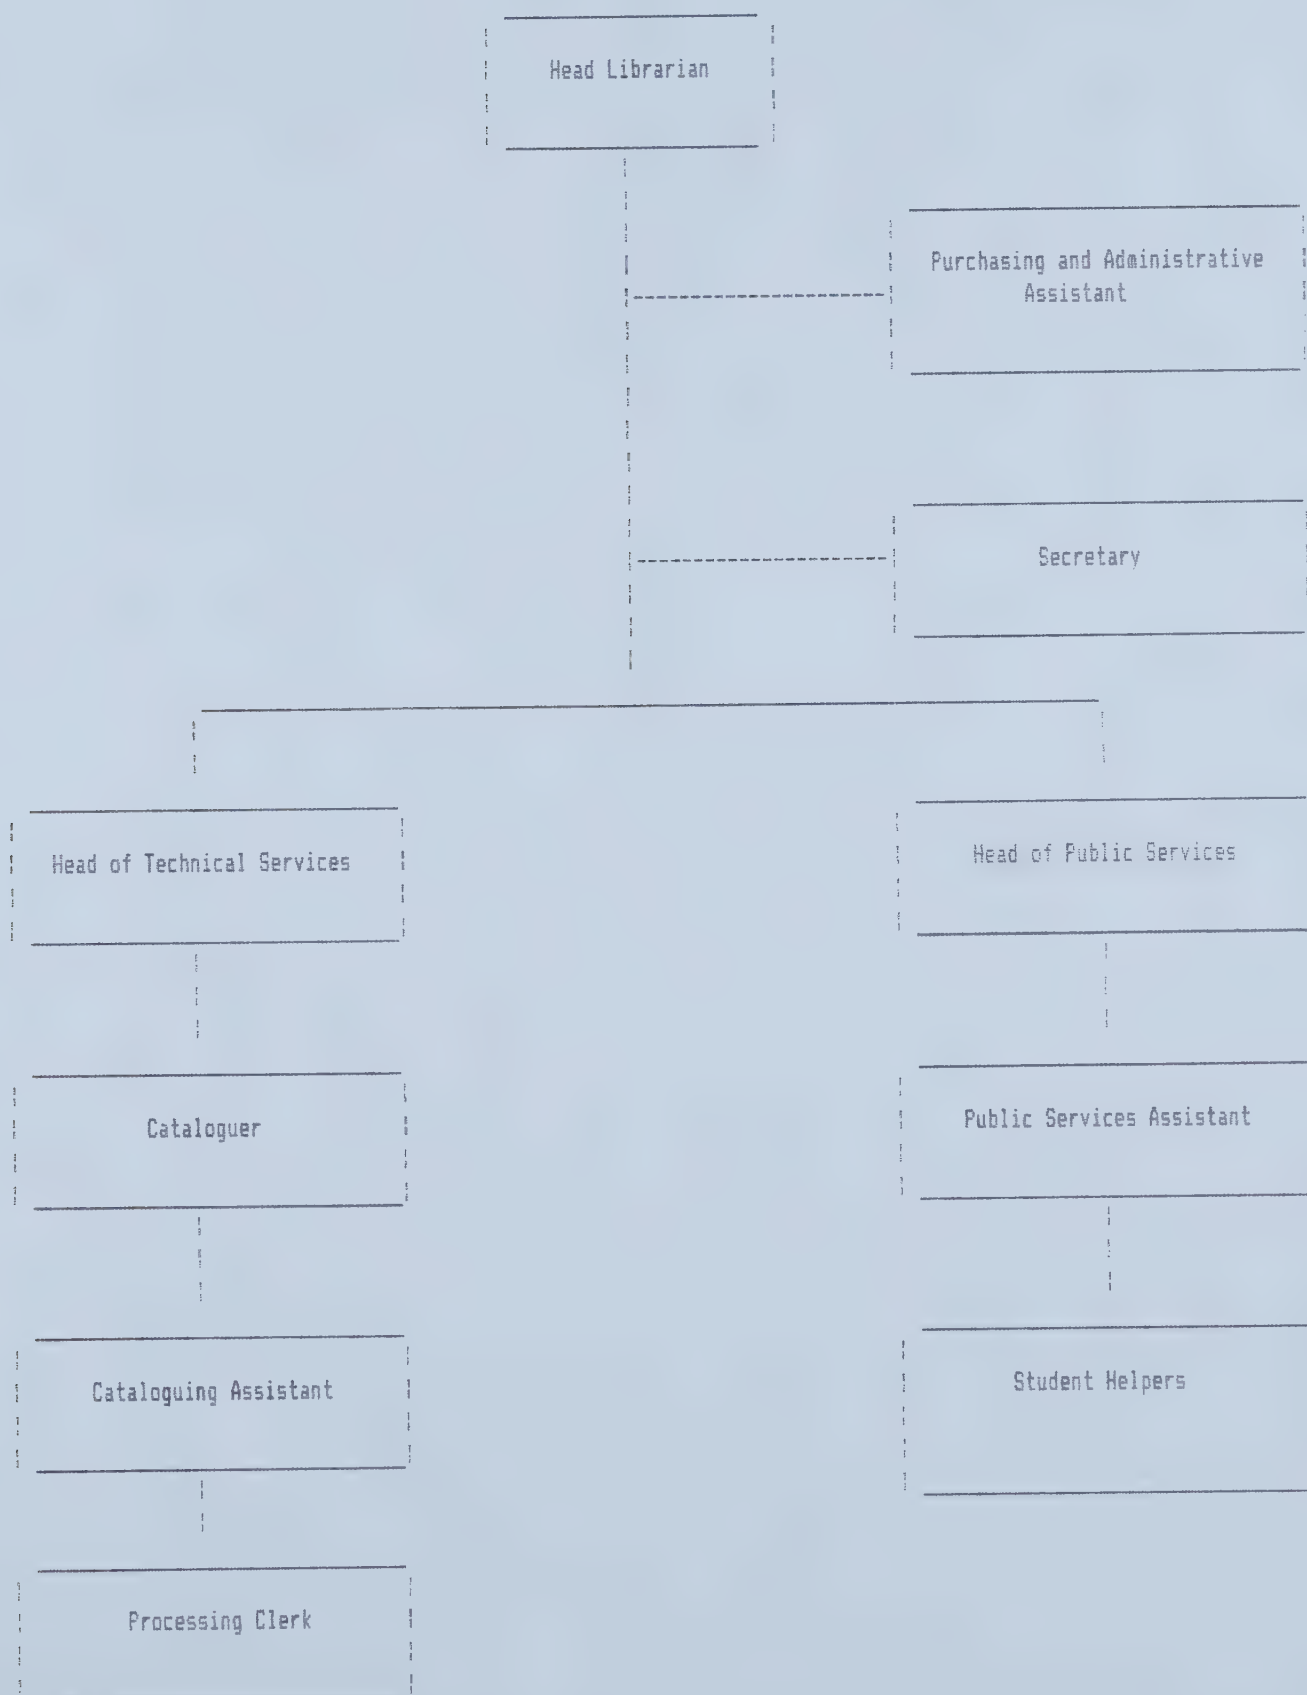 Head Librarian
Purchasing and Administrative
Assistant
Secretary
Head of Technical Services
Head of Public Services
Cataloguer
Public Services Assistant
Cataloguing Assistant
Student Helpers
Processing Clerk